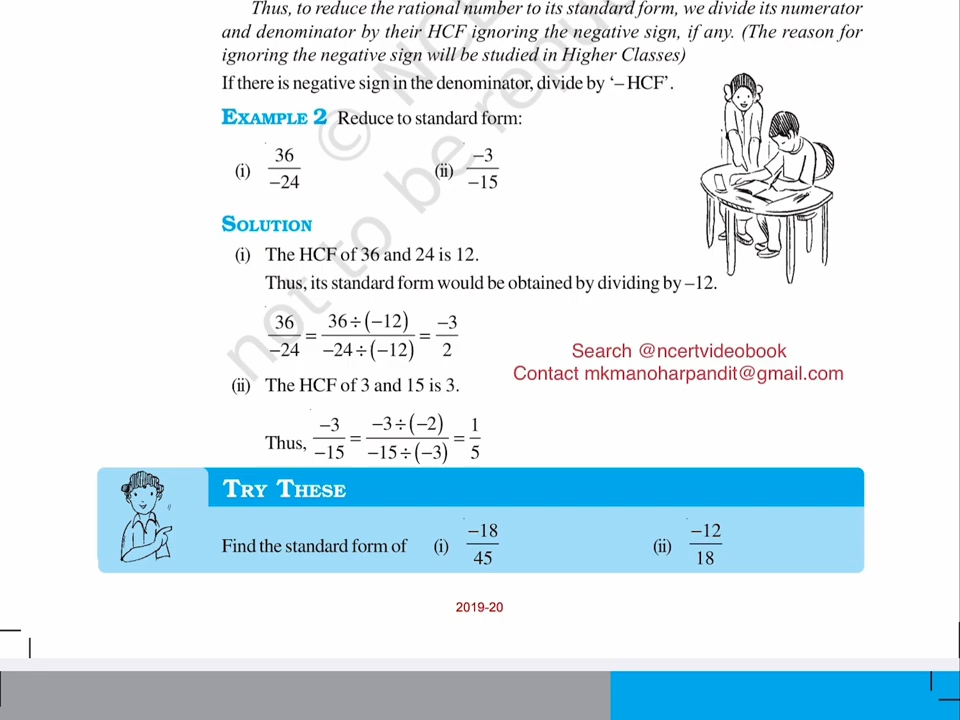 Thus, to reduce the rational number to its standard form, we divide its numerator
and denominator by their HCF ignoring the negative sign, if any. (The reason for
ignoring the negative sign will be studied in Higher Classes)
If there is negative sign in the denominator, divide by ‘– HCF’.
EXAMPLE 2 Reduce to standard form:
(i) 36/−24 (ii) −3/−15
SOLUTION
(i) The HCF of 36 and 24 is 12.
Thus, its standard form would be obtained by dividing by –12.
36/−24 = 36 ÷ (−12)/−24 ÷ (−12) = −3/2
Search @ncertvideobook
Contact mkmanoharpandit@gmail.com
(ii) The HCF of 3 and 15 is 3.
Thus, −3/−15 = −3 ÷ (−2)/−15 ÷ (−3) = 1/5
TRY THESE
Find the standard form of (i) −18/45 (ii) −12/18
2019-20
© NCE
not to be repu